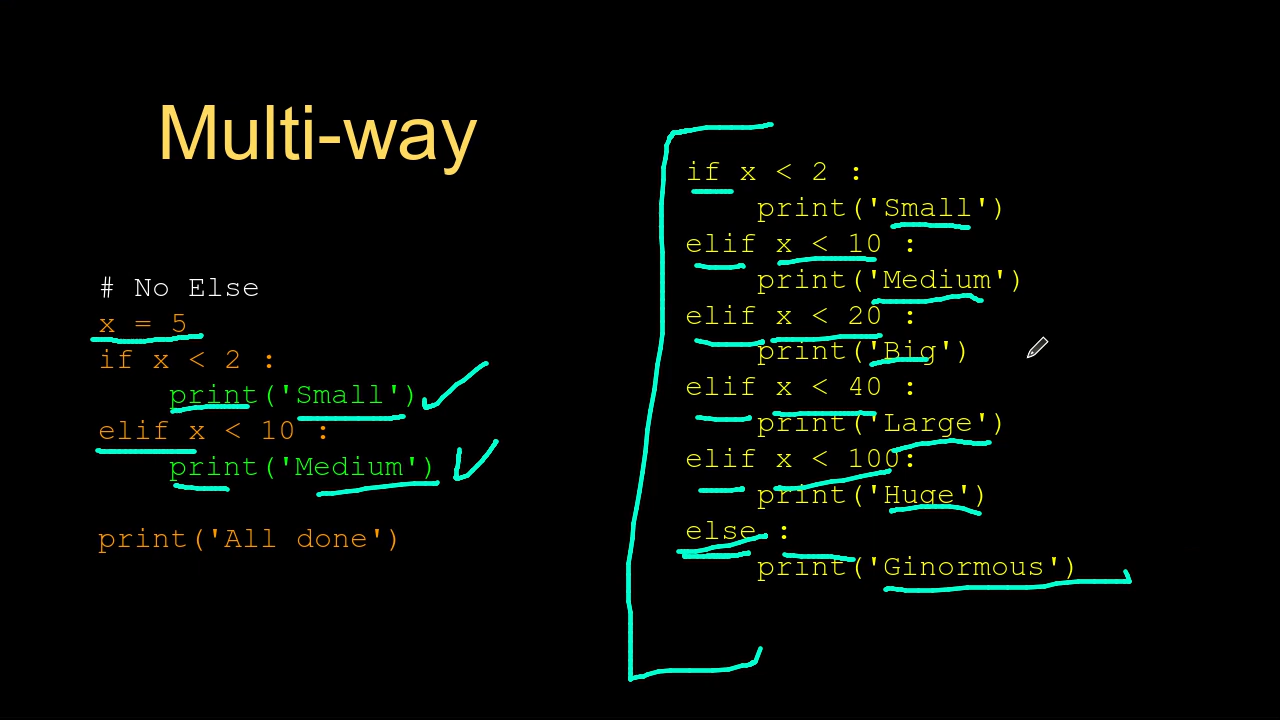 Multi-way
# No Else
x = 5
if x < 2 :
    print('Small')
elif x < 10 :
    print('Medium')
print('All done')
if x < 2 :
    print('Small')
elif x < 10 :
    print('Medium')
elif x < 20 :
    print('Big')
elif x < 40 :
    print('Large')
elif x < 100:
    print('Huge')
else :
    print('Ginormous')